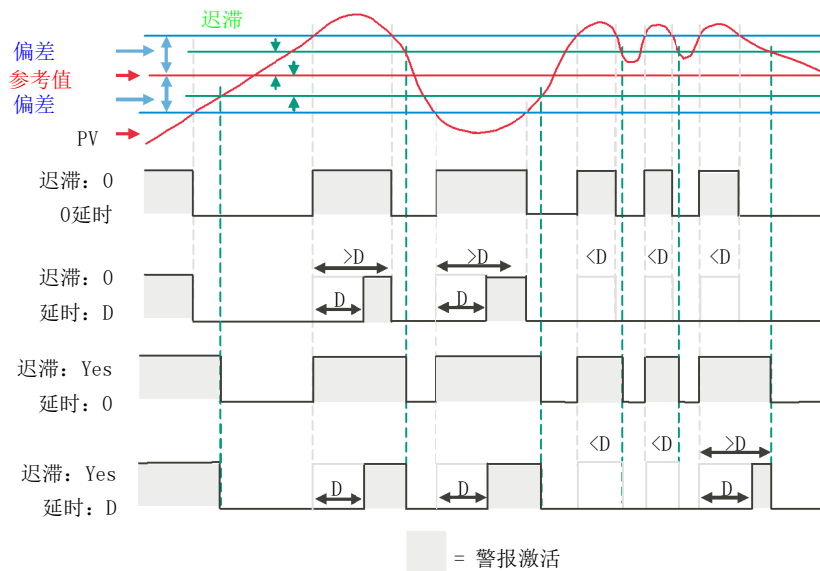 迟滞
偏差
参考值
偏差
PV
迟滞: 0
0延时
>D
>D
<D
<D
<D
迟滞: 0
D
D
延时: D
迟滞: Yes
延时: 0
<D
<D
>D
迟滞: Yes
D
D
D
延时: D
= 警报激活